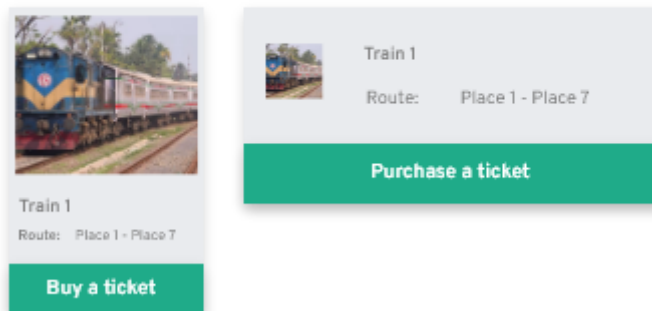 Train 1
Route: Place 1 - Place 7
Buy a ticket
Train 1
Route: Place 1 - Place 7
Purchase a ticket